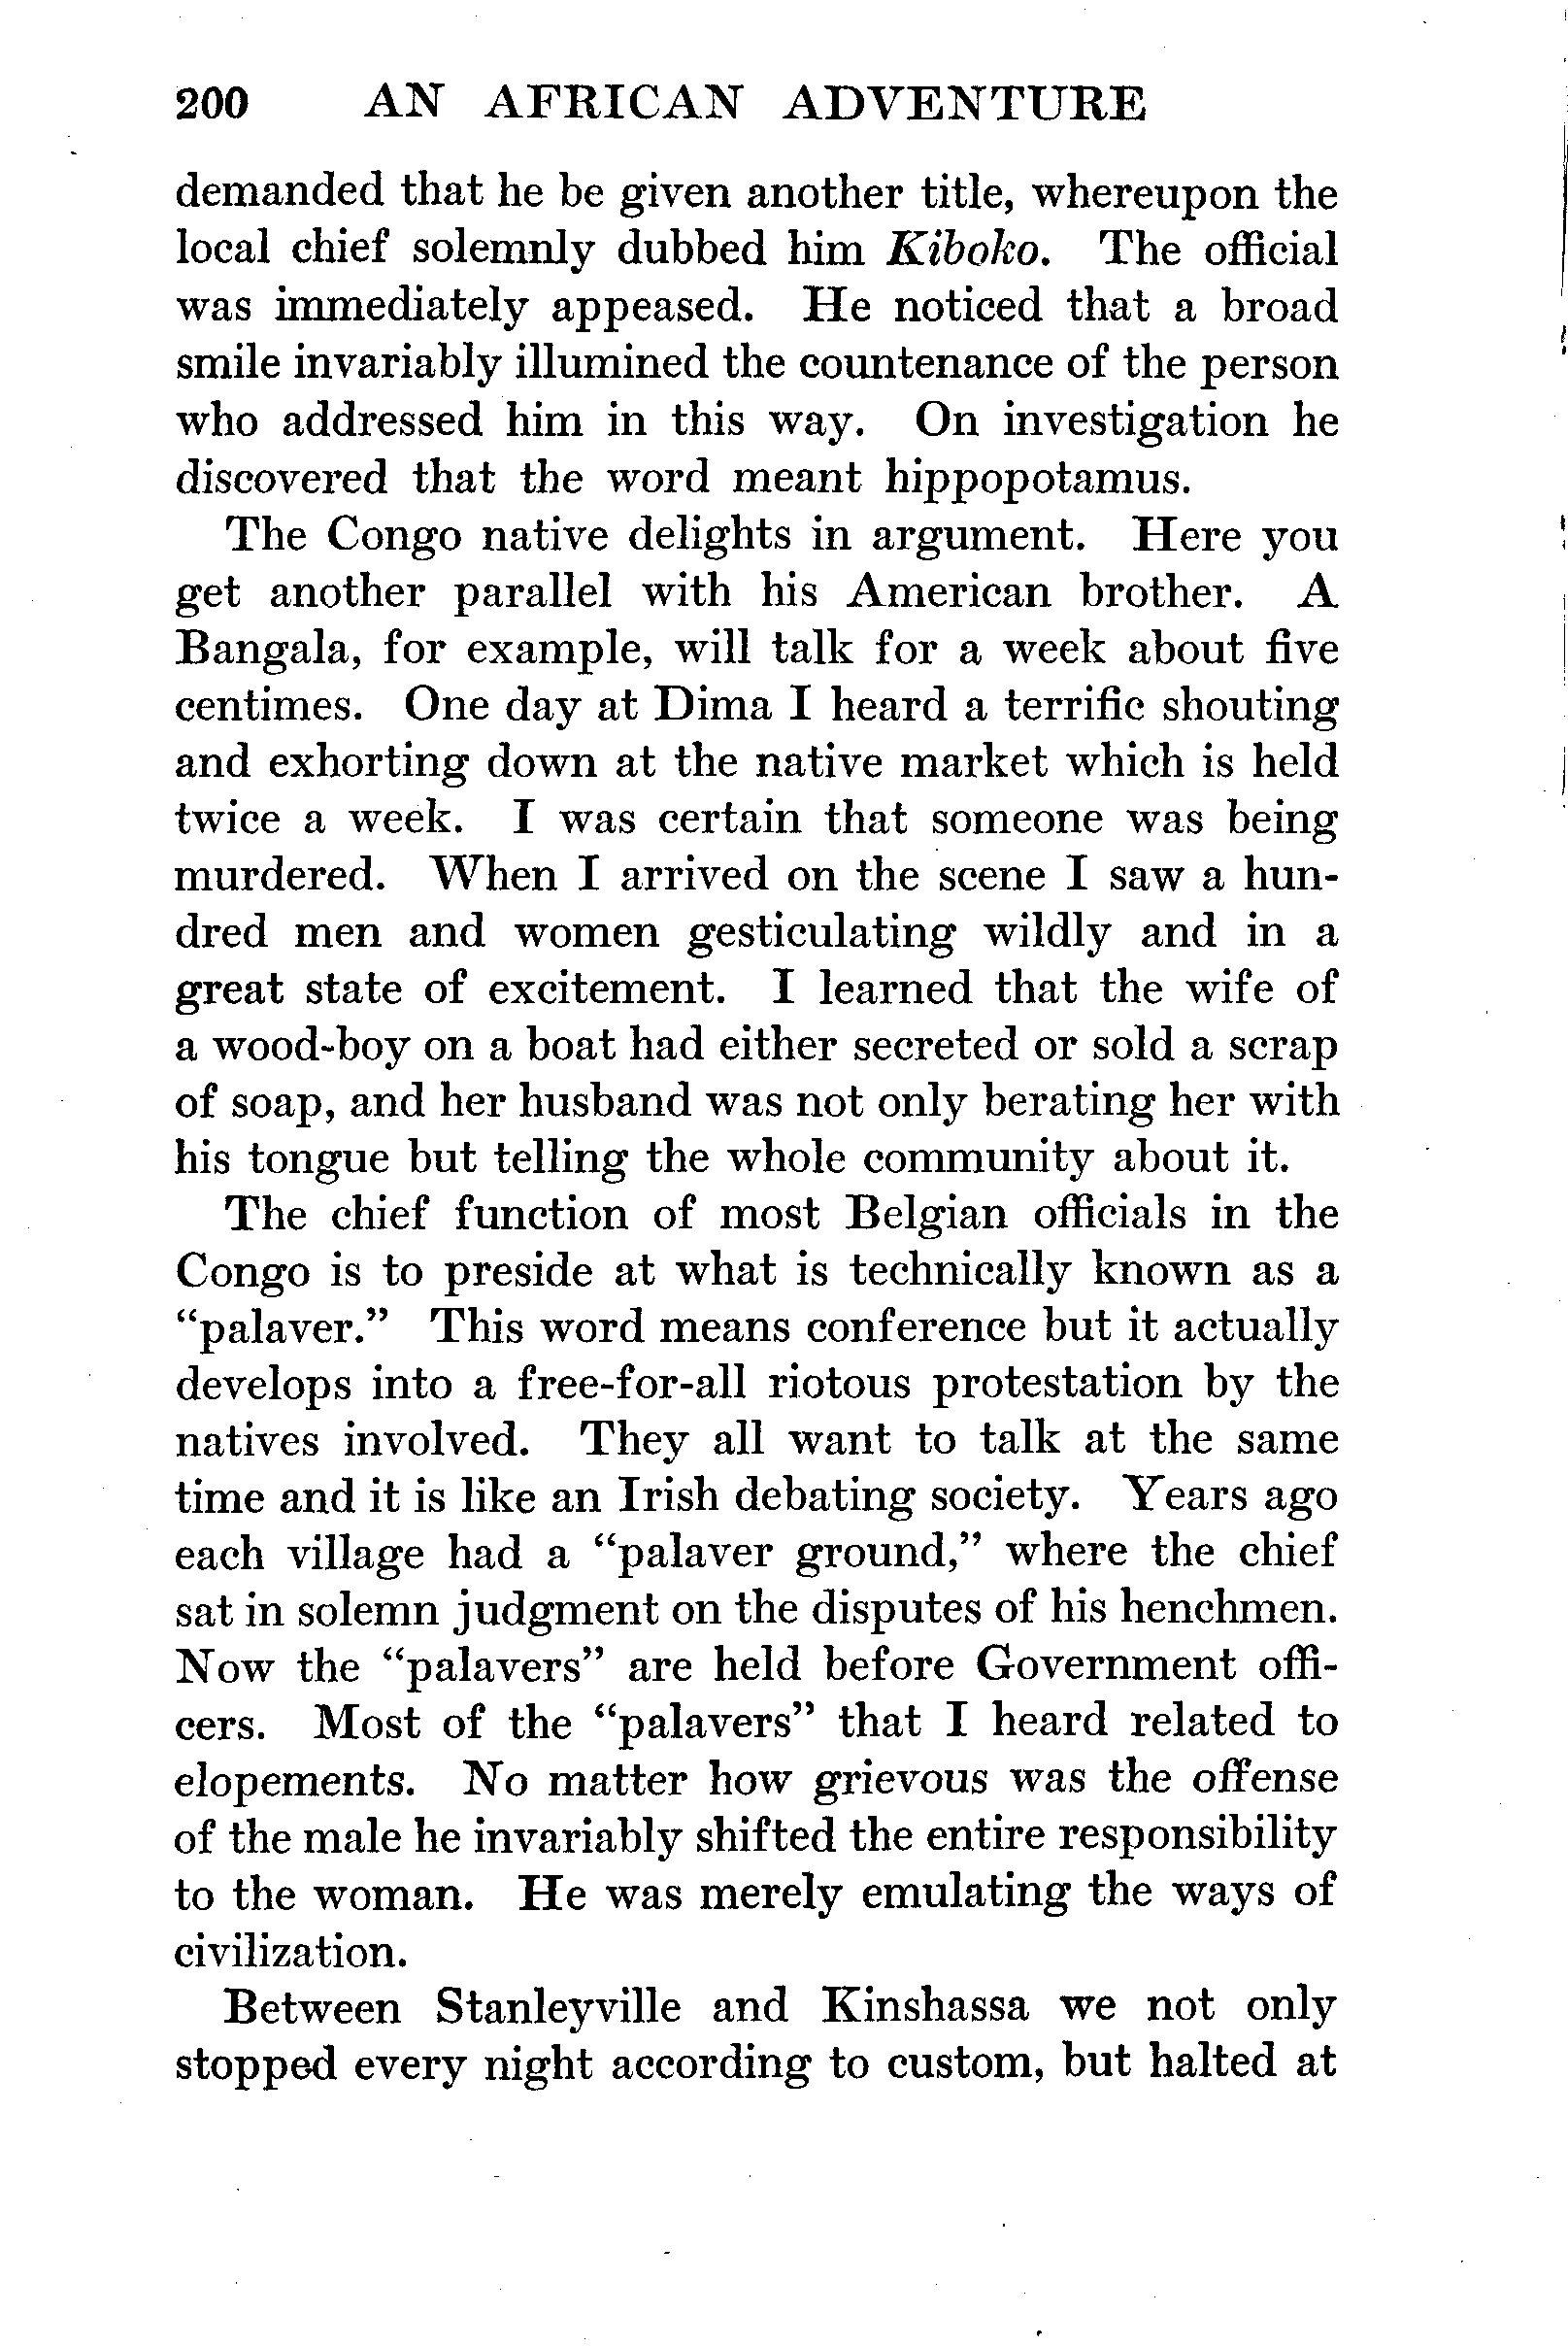 200 AN AFRICAN ADVENTURE
demanded that he be given another title, whereupon the
local chief solemnly dubbed him Kiboko. The official
was immediately appeased. He noticed that a broad
smile invariably illumined the countenance of the person
who addressed him in this way. On investigation he
discovered that the word meant hippopotamus.
The Congo native delights in argument. Here you
get another parallel with his American brother. A
Bangala, for example, will talk for a week about five
centimes. One day at Dima I heard a terrific shouting
and exhorting down at the native market which is held
twice a week. I was certain that someone was being
murdered. When I arrived on the scene I saw a hun-
dred men and women gesticulating wildly and in a
great state of excitement. I learned that the wife of
a wood-boy on a boat had either secreted or sold a scrap
of soap, and her husband was not only berating her with
his tongue but telling the whole community about it.
The chief function of most Belgian officials in the
Congo is to preside at what is technically known as a
“palaver.” This word means conference but it actually
develops into a free-for-all riotous protestation by the
natives involved. They all want to talk at the same
time and it is like an Irish debating society. Years ago
each village had a “palaver ground,” where the chief
sat in solemn judgment on the disputes of his henchmen.
Now the “palavers” are held before Government offi-
cers. Most of the “palavers” that I heard related to
elopements. No matter how grievous was the offense
of the male he invariably shifted the entire responsibility
to the woman. He was merely emulating the ways of
civilization.
Between Stanleyville and Kinshassa we not only
stopped every night according to custom, but halted at